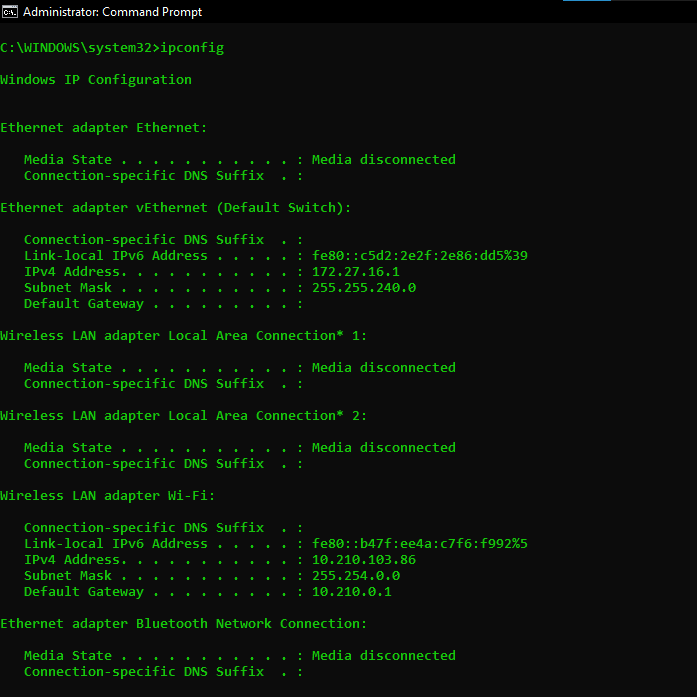 Administrator: Command Prompt
C:\WINDOWS\system32>ipconfig
Windows IP Configuration
Ethernet adapter Ethernet:
   Media State . . . . . . . . . . . : Media disconnected
   Connection-specific DNS Suffix  . :
Ethernet adapter vEthernet (Default Switch):
   Connection-specific DNS Suffix  . :
   Link-local IPv6 Address . . . . . : fe80::c5d2:2e2f:2e86:dd5%39
   IPv4 Address. . . . . . . . . . . : 172.27.16.1
   Subnet Mask . . . . . . . . . . . : 255.255.240.0
   Default Gateway . . . . . . . . . :
Wireless LAN adapter Local Area Connection* 1:
   Media State . . . . . . . . . . . : Media disconnected
   Connection-specific DNS Suffix  . :
Wireless LAN adapter Local Area Connection* 2:
   Media State . . . . . . . . . . . : Media disconnected
   Connection-specific DNS Suffix  . :
Wireless LAN adapter Wi-Fi:
   Connection-specific DNS Suffix  . :
   Link-local IPv6 Address . . . . . : fe80::b47f:ee4a:c7f6:f992%5
   IPv4 Address. . . . . . . . . . . : 10.210.103.86
   Subnet Mask . . . . . . . . . . . : 255.254.0.0
   Default Gateway . . . . . . . . . : 10.210.0.1
Ethernet adapter Bluetooth Network Connection:
   Media State . . . . . . . . . . . : Media disconnected
   Connection-specific DNS Suffix  . :